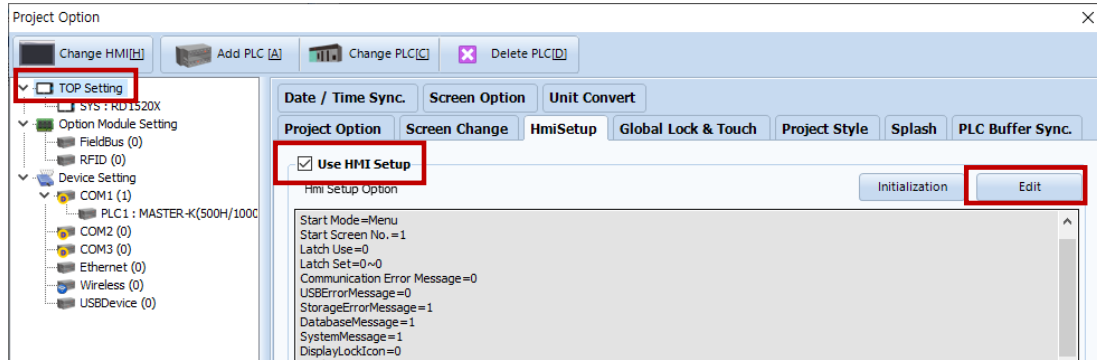 Project Option
Change HMI[H] Add PLC [A] Change PLC[C] Delete PLC[D]
TOP Setting
SYS : RD1520X
Option Module Setting
FieldBus (0)
RFID (0)
Device Setting
COM1 (1)
PLC1 : MASTER-K(500H/1000
COM2 (0)
COM3 (0)
Ethernet (0)
Wireless (0)
USBDevice (0)
Date / Time Sync. Screen Option Unit Convert
Project Option Screen Change HmiSetup Global Lock & Touch Project Style Splash PLC Buffer Sync.
Use HMI Setup
Hmi Setup Option Initialization Edit
Start Mode=Menu
Start Screen No.=1
Latch Use=0
Latch Set=0~0
Communication Error Message=0
USBErrorMessage=0
StorageErrorMessage=1
DatabaseMessage=1
SystemMessage=1
DisplayLockIcon=0